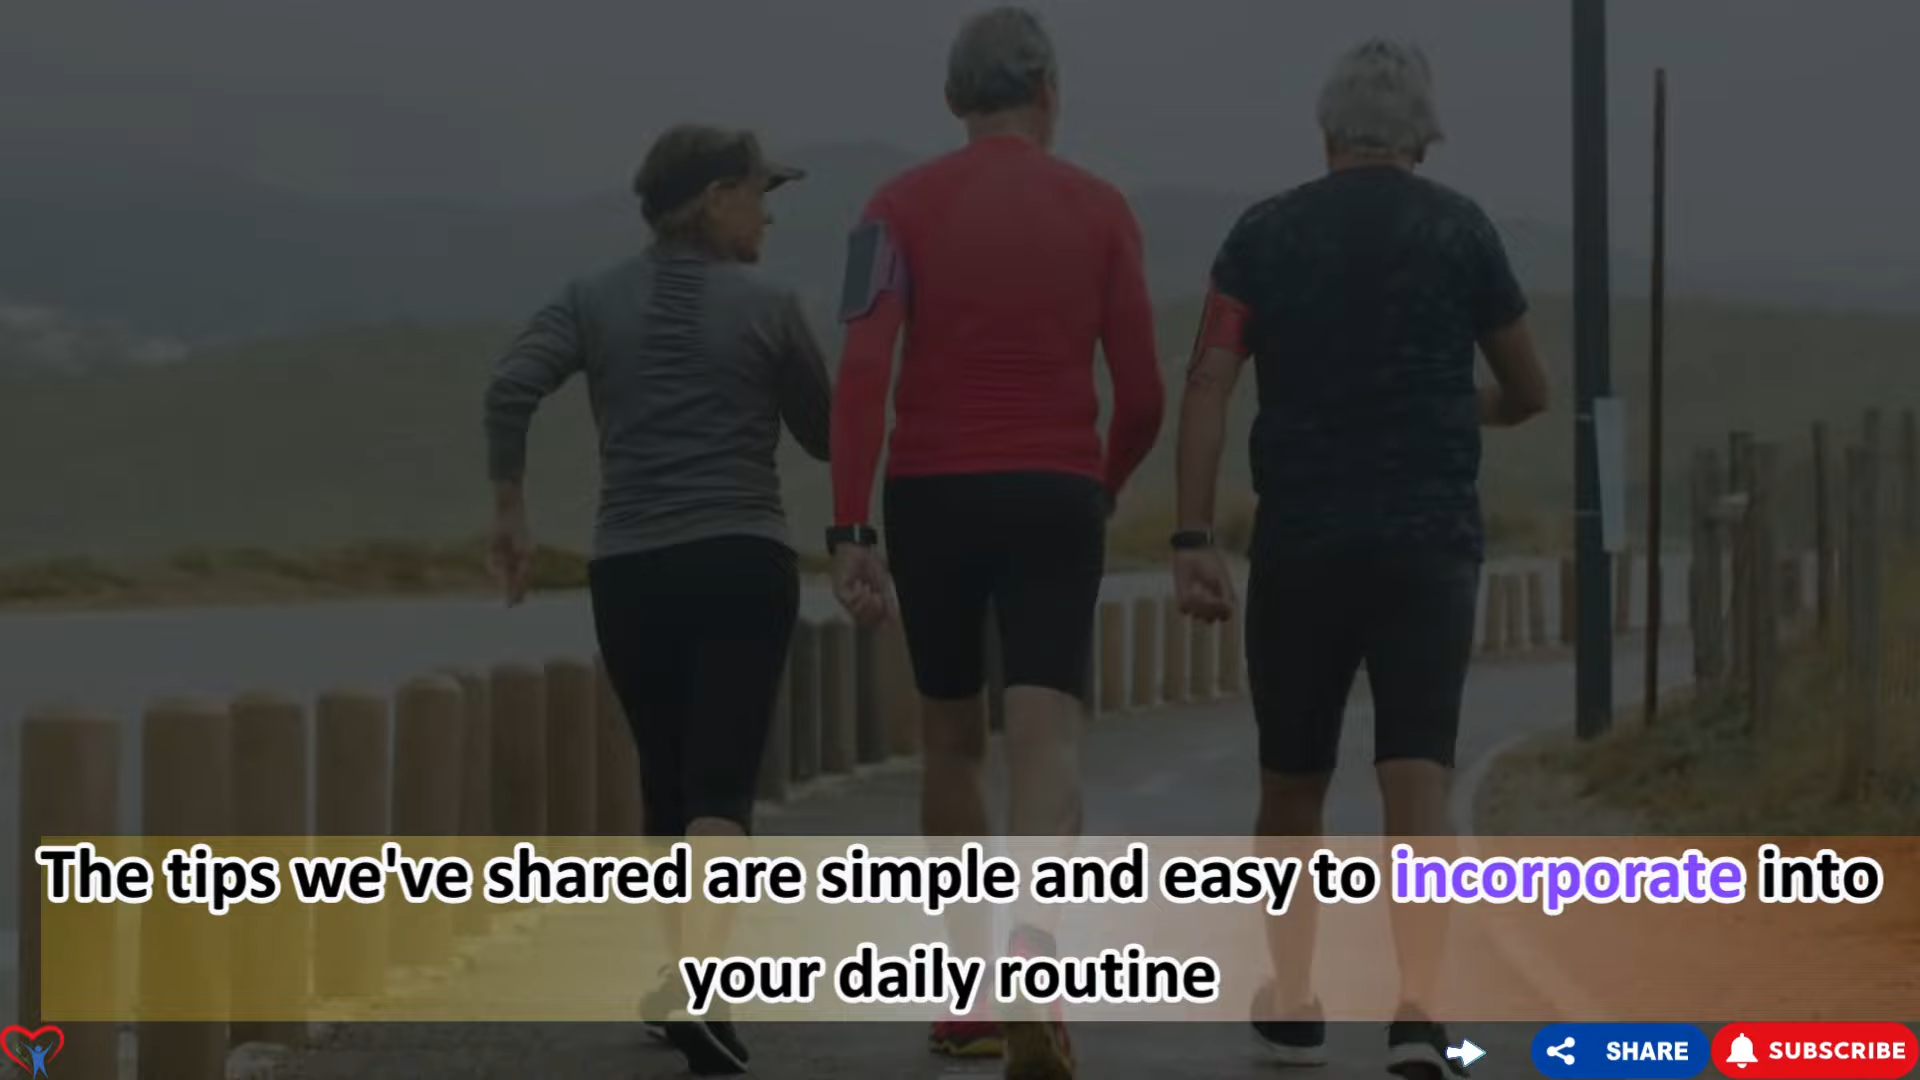 The tips we've shared are simple and easy to incorporate into
your daily routine
SHARE
SUBSCRIBE